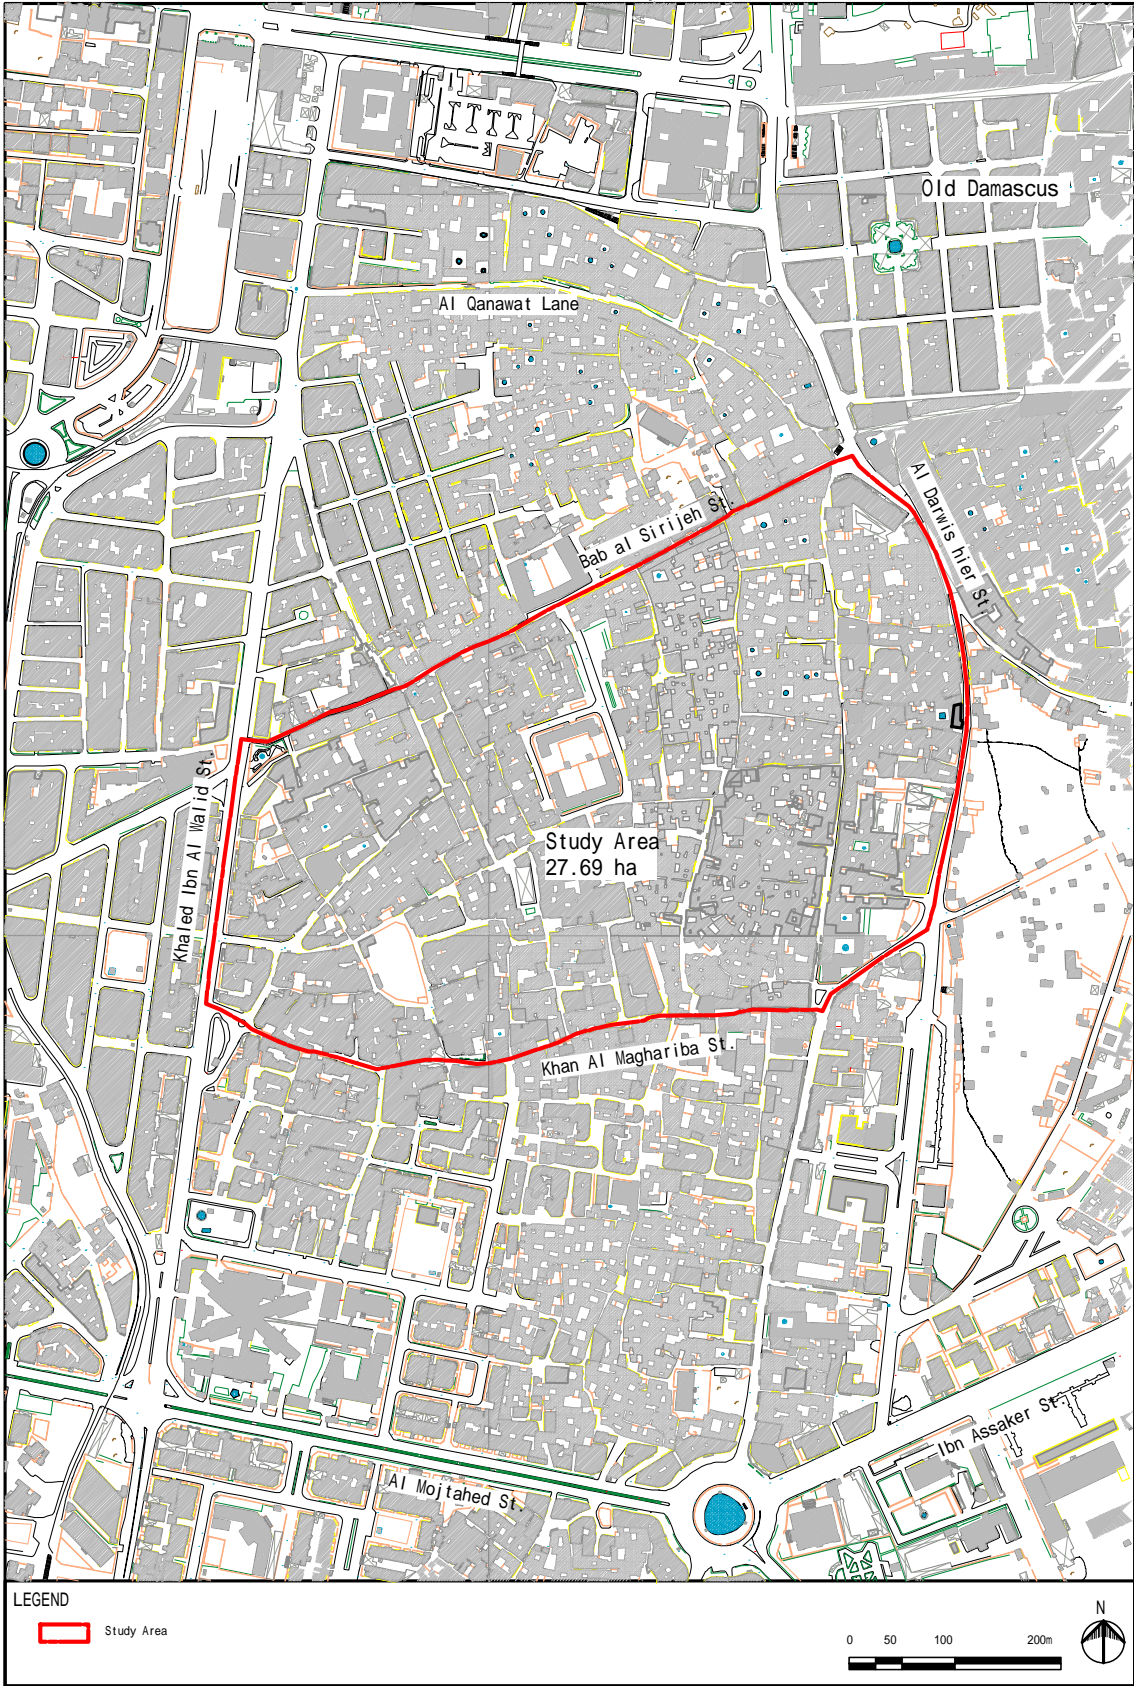 Old Damascus
Al Qanawat Lane
Bab al Sirijeh St.
Al Darwis hier St.
Khaled Ibn Al Walid St.
Study Area
27.69 ha
Khan Al Maghariba St.
Ibn Assaker St.
Al Mojtahed St.
LEGEND
Study Area
0 50 100 200m
N